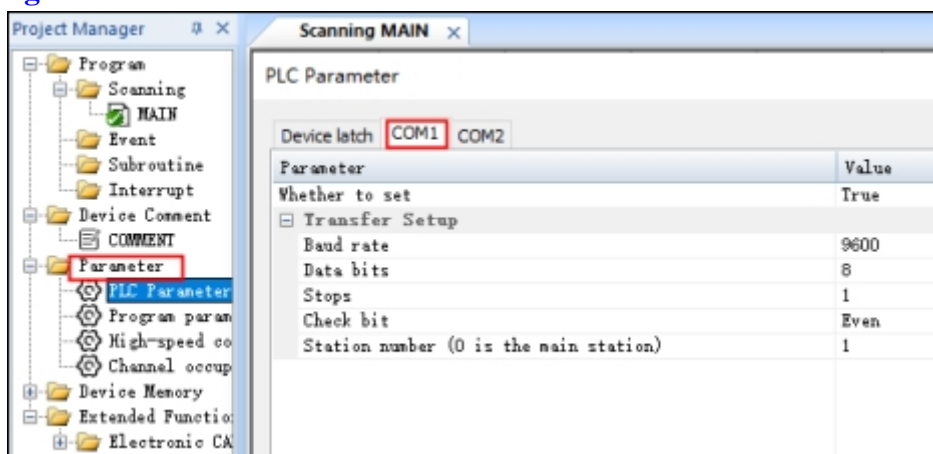 Project Manager
Program
Scanning
MAIN
Event
Subroutine
Interrupt
Device Comment
COMMENT
Parameter
PLC Parameter
Program param
High-speed co
Channel occup
Device Memory
Extended Functio
Electronic CA
Scanning MAIN
PLC Parameter
Device latch COM1 COM2
Parameter Value
Whether to set True
Transfer Setup
Baud rate 9600
Data bits 8
Stops 1
Check bit Even
Station number (0 is the main station) 1